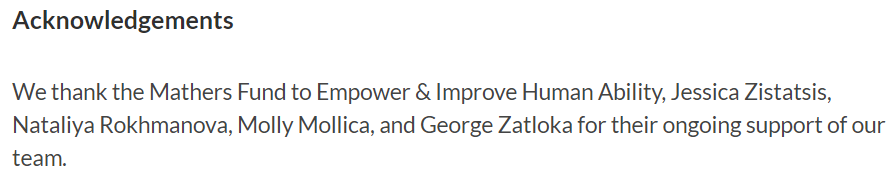 Acknowledgements
We thank the Mathers Fund to Empower & Improve Human Ability, Jessica Zistatsis,
Nataliya Rokhmanova, Molly Mollica, and George Zatloka for their ongoing support of our
team.